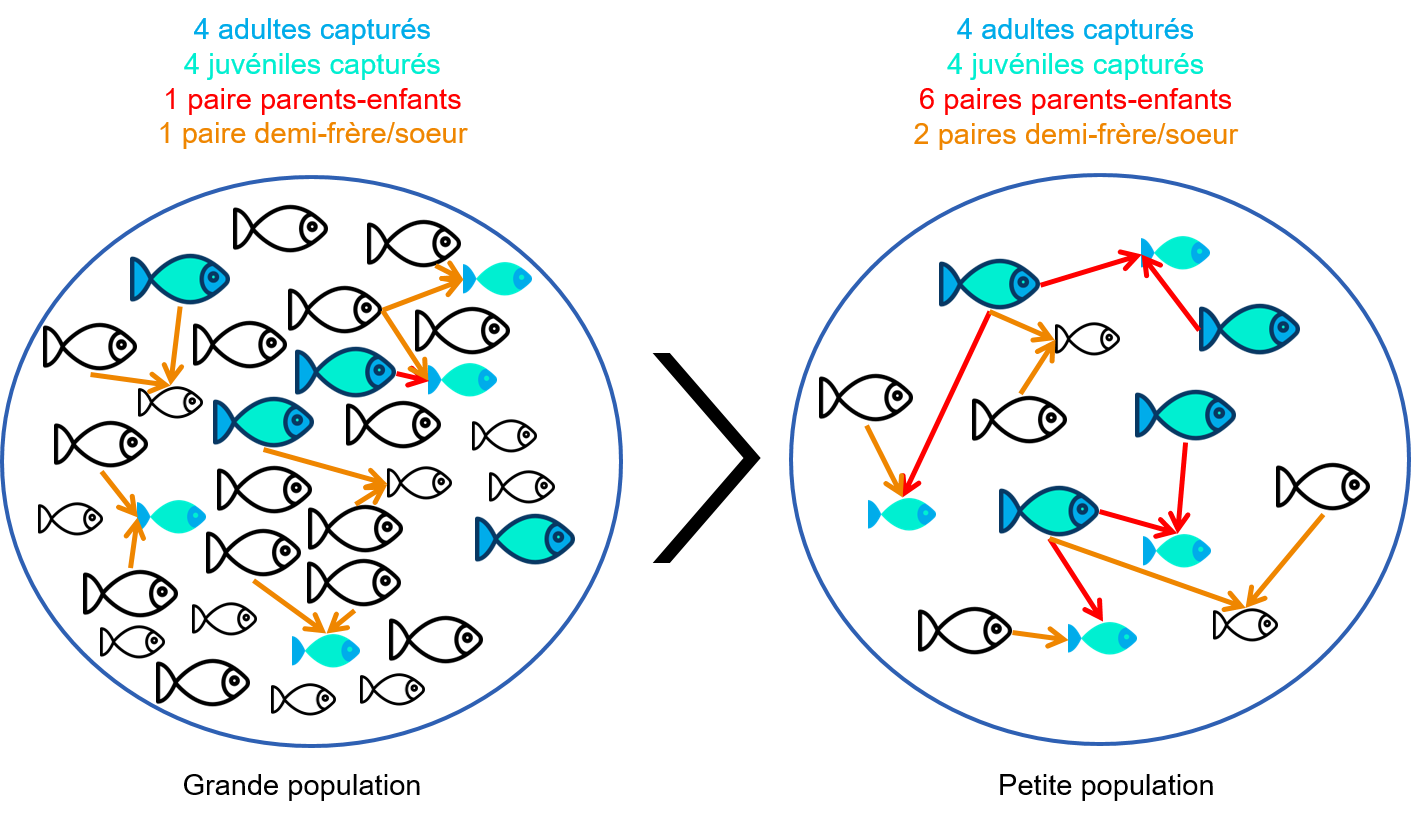 4 adultes capturés
4 juvéniles capturés
1 paire parents-enfants
1 paire demi-frère/soeur
4 adultes capturés
4 juvéniles capturés
6 paires parents-enfants
2 paires demi-frère/soeur
Grande population
Petite population